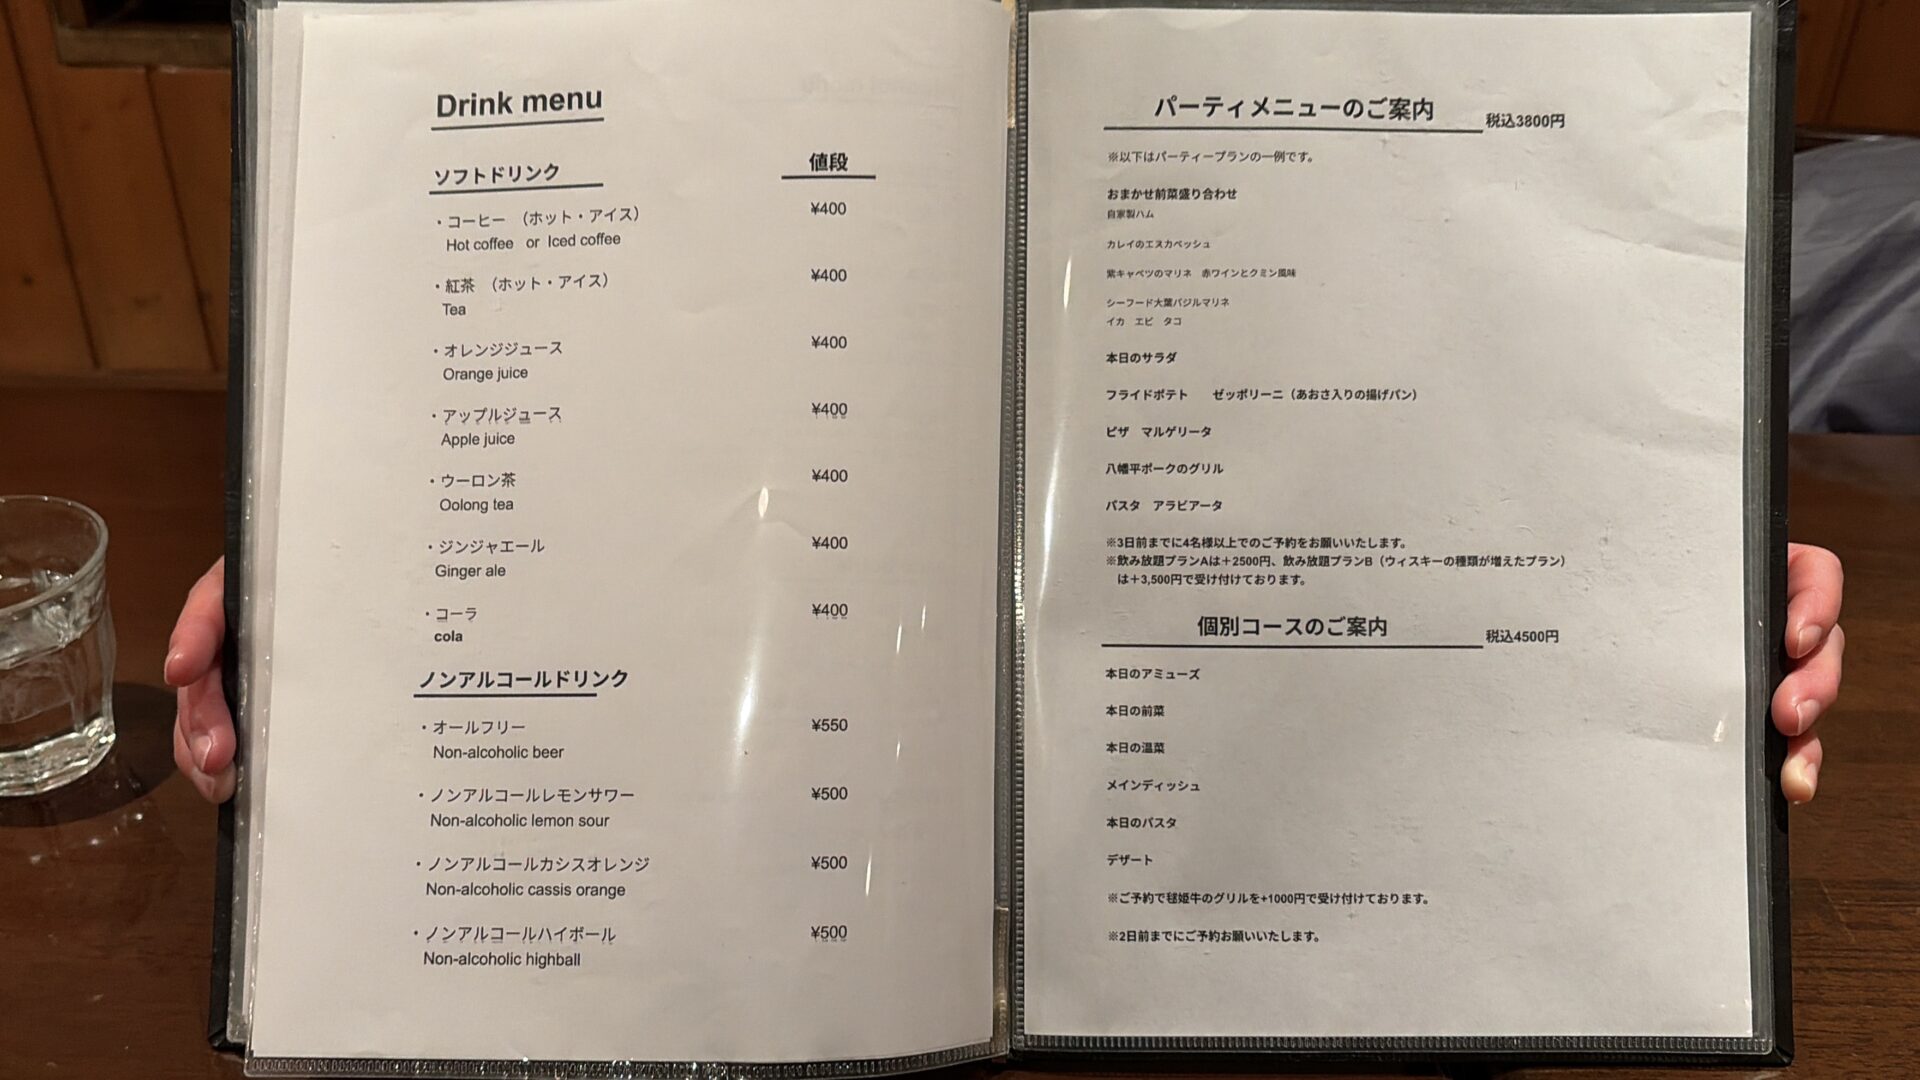 Drink menu
ソフトドリンク
値段
・コーヒー （ホット・アイス） ¥400
Hot coffee or Iced coffee
・紅茶 （ホット・アイス） ¥400
Tea
・オレンジジュース ¥400
Orange juice
・アップルジュース ¥400
Apple juice
・ウーロン茶 ¥400
Oolong tea
・ジンジャエール ¥400
Ginger ale
・コーラ ¥400
cola
ノンアルコールドリンク
・オールフリー ¥550
Non-alcoholic beer
・ノンアルコールレモンサワー ¥500
Non-alcoholic lemon sour
・ノンアルコールカシスオレンジ ¥500
Non-alcoholic cassis orange
・ノンアルコールハイボール ¥500
Non-alcoholic highball
パーティメニューのご案内 税込3800円
※以下はパーティープランの一例です。
おまかせ前菜盛り合わせ
自家製ハム
カレイのエスカベッシュ
紫キャベツのマリネ 赤ワインとクミン風味
シーフード大葉バジルマリネ
イカ エビ タコ
本日のサラダ
フライドポテト ゼッポリーニ（あおさ入りの揚げパン）
ピザ マルゲリータ
八幡平ポークのグリル
パスタ アラビアータ
※3日前までに4名様以上でのご予約をお願いいたします。
※飲み放題プランAは＋2500円、飲み放題プランB（ウィスキーの種類が増えたプラン）
は＋3,500円で受け付けております。
個別コースのご案内 税込4500円
本日のアミューズ
本日の前菜
本日の温菜
メインディッシュ
本日のパスタ
デザート
※ご予約で毬姫牛のグリルを+1000円で受け付けております。
※2日前までにご予約お願いいたします。